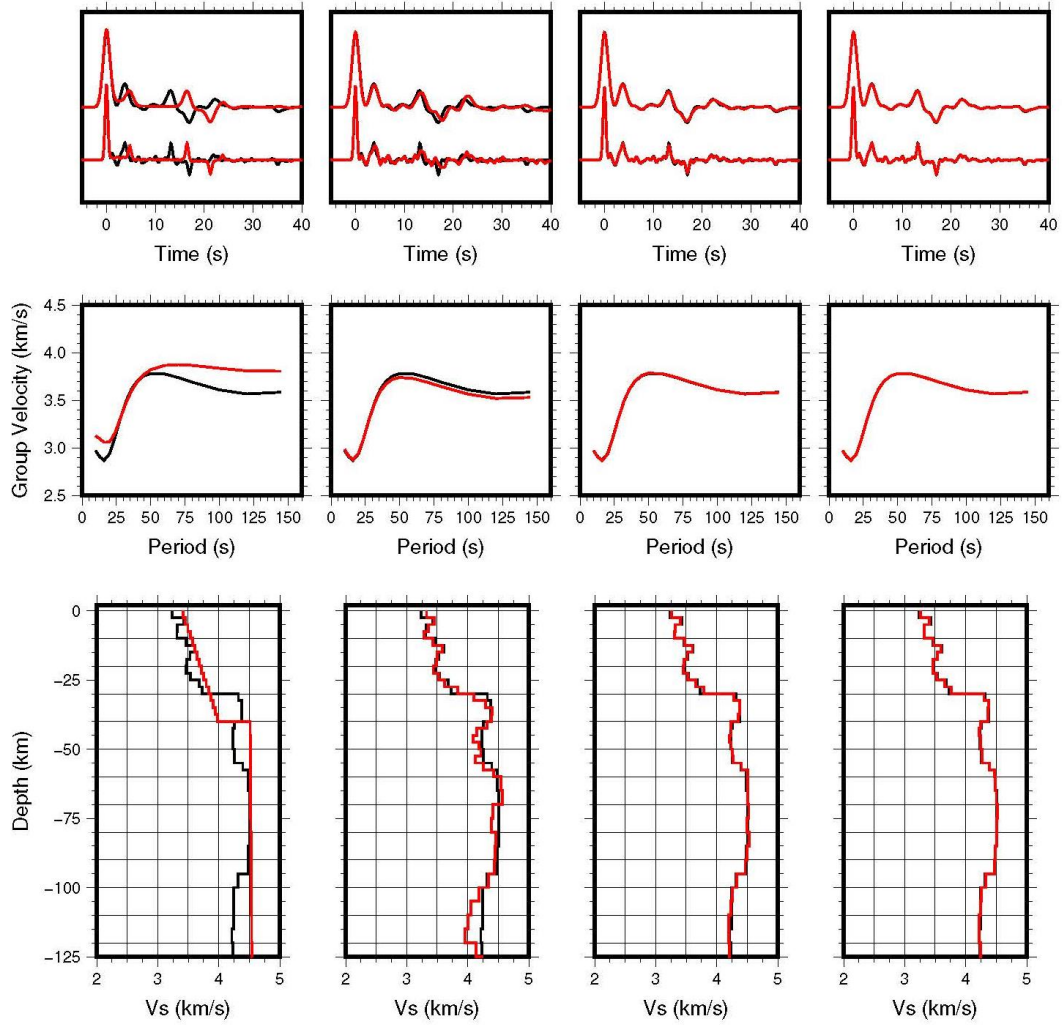 0 10 20 30 40 0 10 20 30 40 0 10 20 30 40 0 10 20 30 40
Time (s) Time (s) Time (s) Time (s)
Group Velocity (km/s)
4.5
4.0
3.5
3.0
2.5
0 25 50 75 100 125 150 0 25 50 75 100 125 150 0 25 50 75 100 125 150 0 25 50 75 100 125 150
Period (s) Period (s) Period (s) Period (s)
Depth (km)
0
−25
−50
−75
−100
−125
2 3 4 5 2 3 4 5 2 3 4 5 2 3 4 5
Vs (km/s) Vs (km/s) Vs (km/s) Vs (km/s)